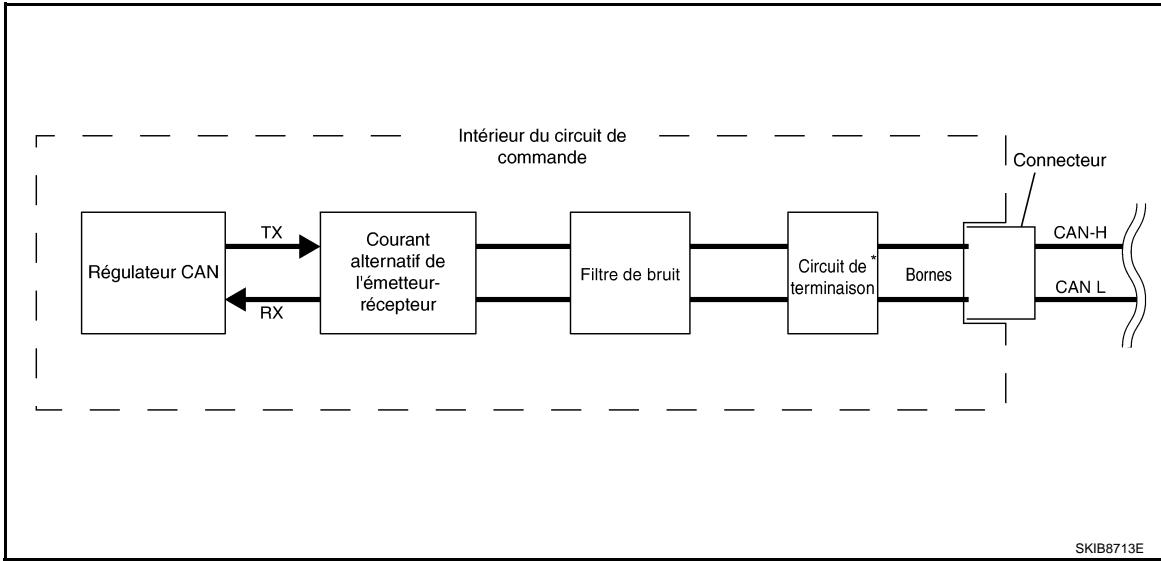 Intérieur du circuit de
commande
Connecteur
Régulateur CAN
TX
RX
Courant
alternatif de
l'émetteur-
récepteur
Filtre de bruit
Circuit de *
terminaison
Bornes
CAN-H
CAN L
SKIB8713E